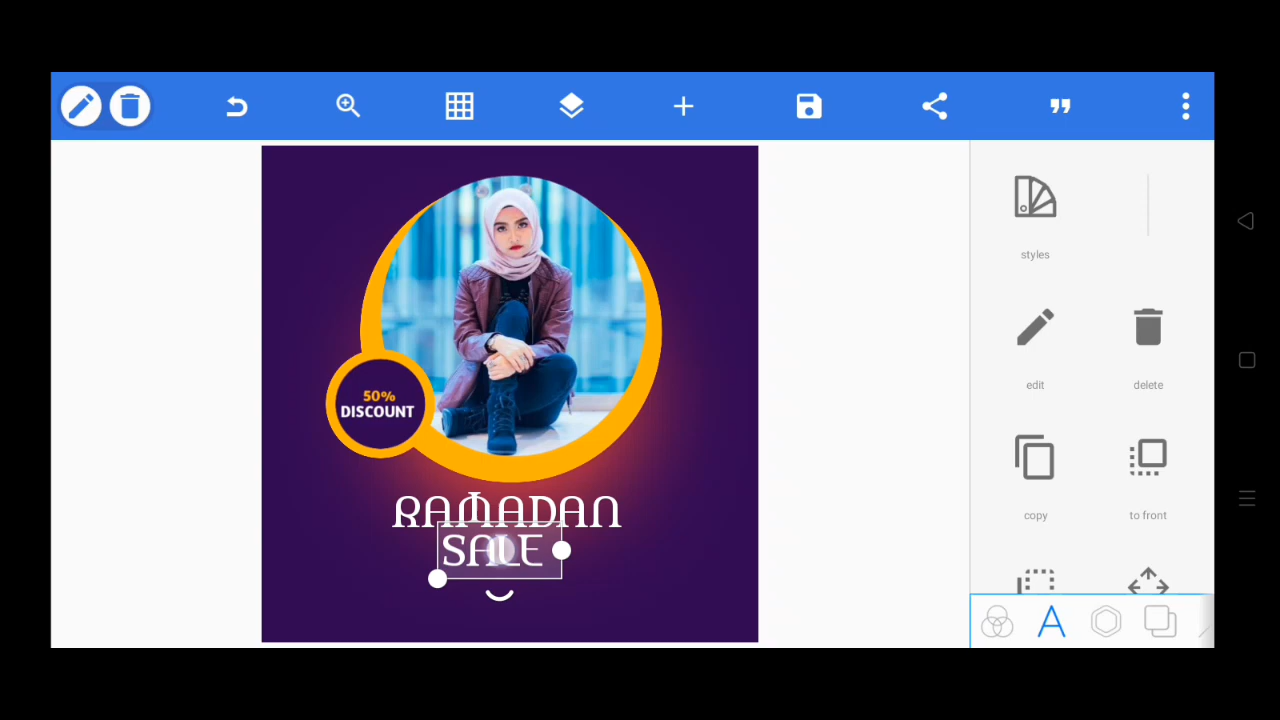 styles
edit
delete
50%
DISCOUNT
copy
to front
RAMADAN
SALE